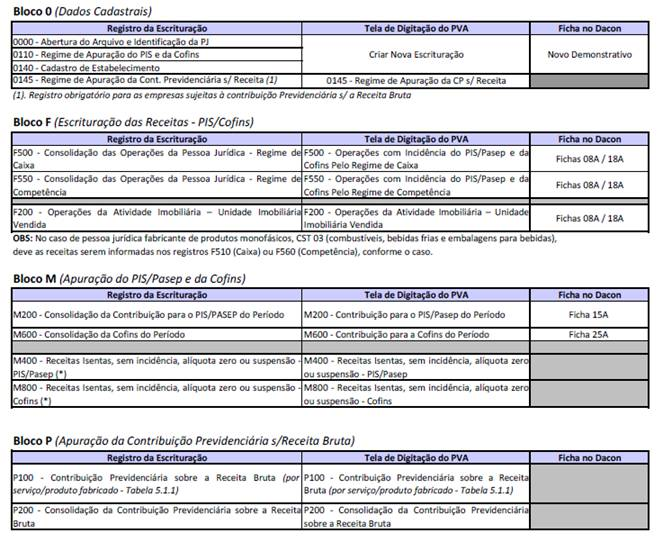 Bloco 0 (Dados Cadastrais)
Registro da Escrituração Tela de Digitação do PVA Ficha no Dacon
0000 - Abertura do Arquivo e Identificação da PJ
0110 - Regime de Apuração do PIS e da Cofins Criar Nova Escrituração Novo Demonstrativo
0140 - Cadastro de Estabelecimento
0145 - Regime de Apuração da Cont. Previdenciária s/ Receita (1) 0145 - Regime de Apuração da CP s/ Receita
(1). Registro obrigatório para as empresas sujeitas à contribuição Previdenciária s/ a Receita Bruta
Bloco F (Escrituração das Receitas - PIS/Cofins)
Registro da Escrituração Tela de Digitação do PVA Ficha no Dacon
F500 - Consolidação das Operações da Pessoa Jurídica - Regime de F500 - Operações com Incidência do PIS/Pasep e da
Caixa Cofins Pelo Regime de Caixa Fichas 08A / 18A
F550 - Consolidação das Operações da Pessoa Jurídica - Regime de F550 - Operações com Incidência do PIS/Pasep e da
Competência Cofins Pelo Regime de Competência Fichas 08A / 18A
F200 - Operações da Atividade Imobiliária – Unidade Imobiliária F200 - Operações da Atividade Imobiliária – Unidade
Vendida Imobiliária Vendida Fichas 08A / 18A
OBS: No caso de pessoa jurídica fabricante de produtos monofásicos, CST 03 (combustíveis, bebidas frias e embalagens para bebidas),
deve as receitas serem informadas nos registros F510 (Caixa) ou F560 (Competência), conforme o caso.
Bloco M (Apuração do PIS/Pasep e da Cofins)
Registro da Escrituração Tela de Digitação do PVA Ficha no Dacon
M200 - Consolidação da Contribuição para o PIS/PASEP do Período M200 - Contribuição para o PIS/Pasep do Período Ficha 15A
M600 - Consolidação da Cofins do Período M600 - Contribuição para a Cofins do Período Ficha 25A
M400 - Receitas Isentas, sem incidência, alíquota zero ou suspensão - M400 - Receitas Isentas, sem incidência, alíquota zero
PIS/Pasep (*) ou suspensão - PIS/Pasep
M800 - Receitas Isentas, sem incidência, alíquota zero ou suspensão - M800 - Receitas Isentas, sem incidência, alíquota zero
Cofins (*) ou suspensão - Cofins
Bloco P (Apuração da Contribuição Previdenciária s/Receita Bruta)
Registro da Escrituração Tela de Digitação do PVA Ficha no Dacon
P100 - Contribuição Previdenciária sobre a Receita Bruta (por P100 - Contribuição Previdenciária sobre a Receita
serviço/produto fabricado - Tabela 5.1.1) Bruta (por serviço/produto fabricado - Tabela 5.1.1)
P200 - Consolidação da Contribuição Previdenciária sobre a Receita P200 - Consolidação da Contribuição Previdenciária
Bruta sobre a Receita Bruta